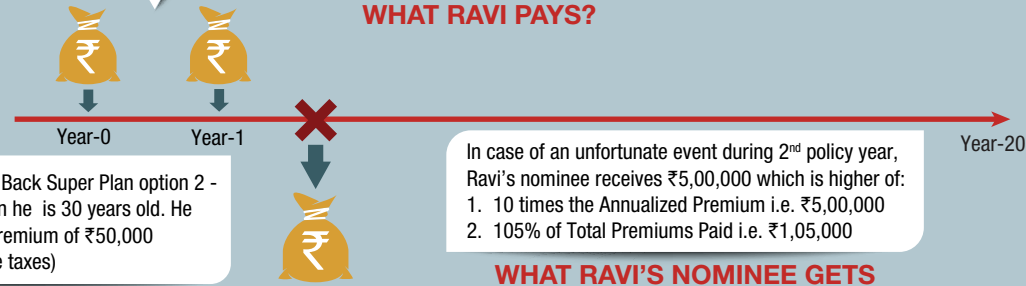 WHAT RAVI PAYS?
₹
₹
Year-0
Year-1
Year-20
Back Super Plan option 2 -
he is 30 years old. He
remium of ₹50,000
taxes)
In case of an unfortunate event during 2nd policy year,
Ravi's nominee receives ₹5,00,000 which is higher of:
1. 10 times the Annualized Premium i.e. ₹5,00,000
2. 105% of Total Premiums Paid i.e. ₹1,05,000
₹
WHAT RAVI'S NOMINEE GETS